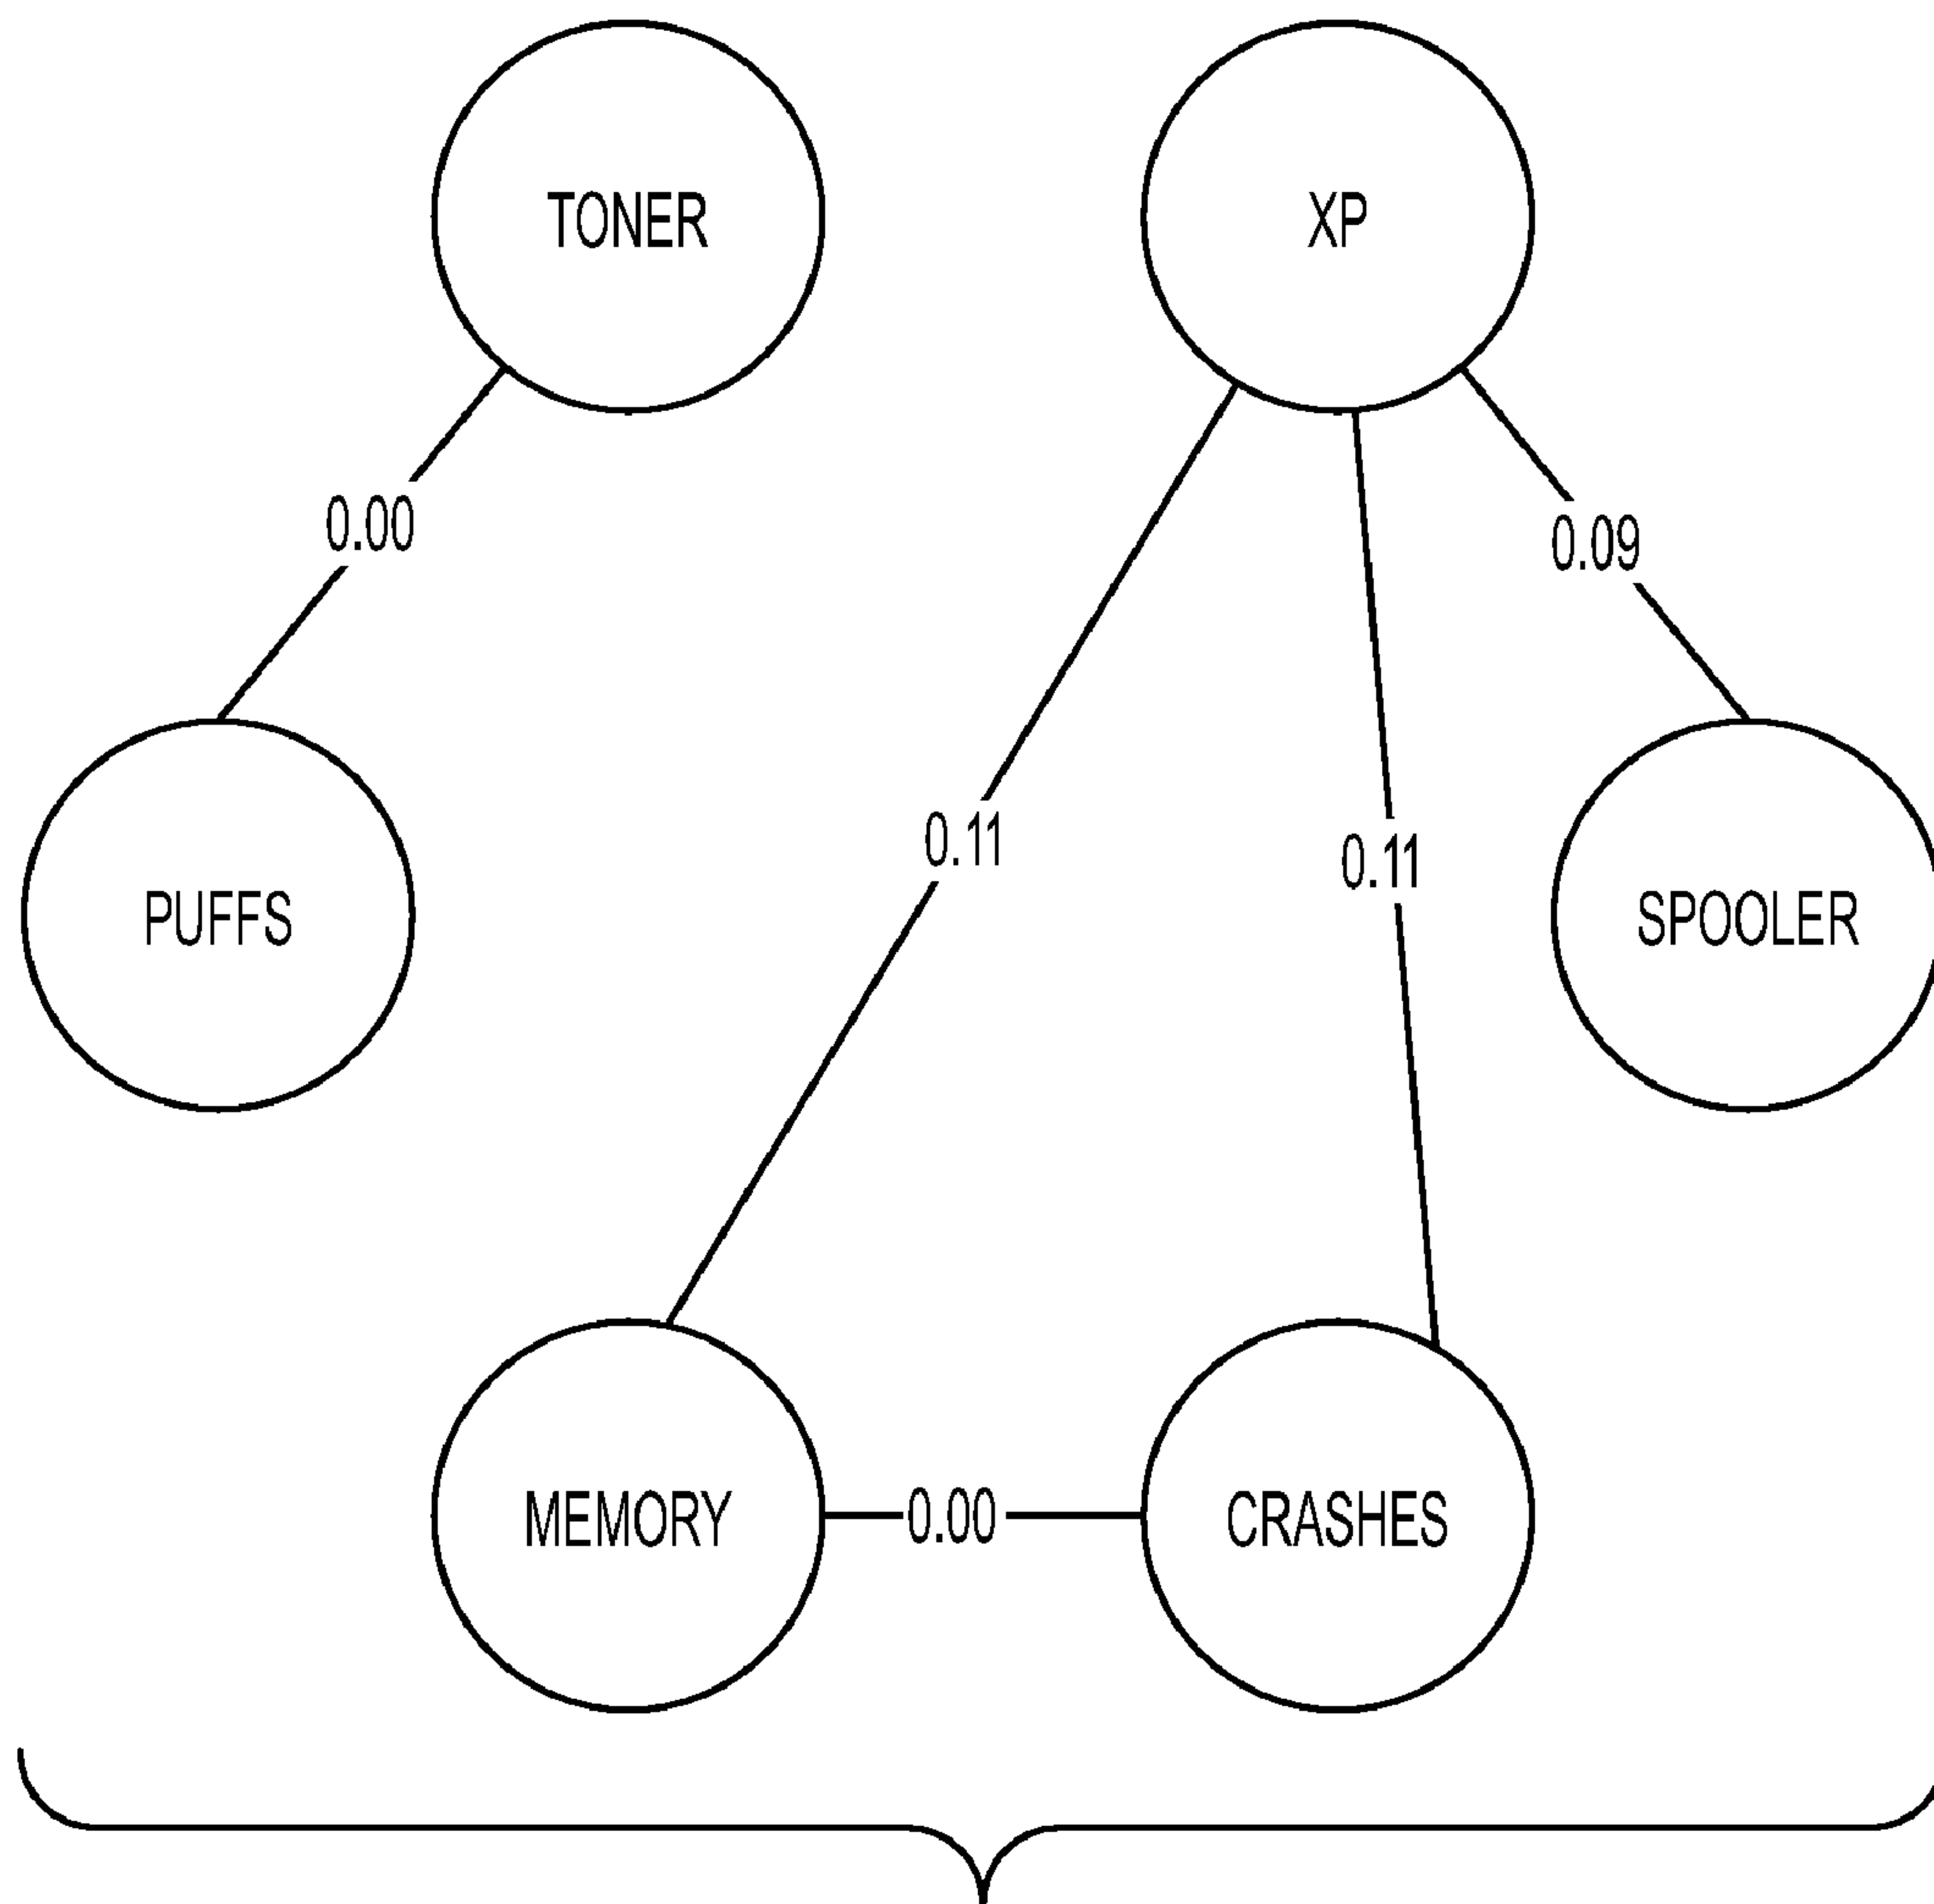 TONER
XP
0.00
0.09
0.11
0.11
PUFFS
SPOOLER
MEMORY
0.00
CRASHES